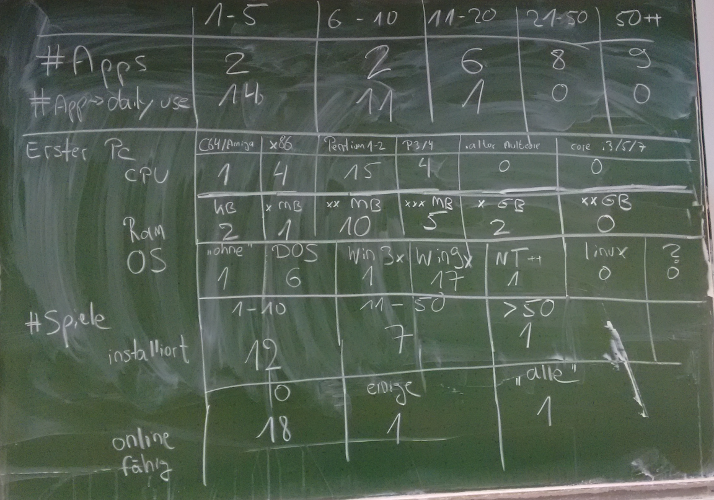 1-5 6-10 11-20 21-50 50++
#Apps 2 2 6 8 9
#App→daily use 14 11 1 0 0
Erster PC C64/Amiga x86 Pentium 1-2 P3/4 alter Multicore core i3/5/7
CPU 1 4 15 4 0 0
KB x MB xx MB xxx MB x GB xx GB
Ram 2 1 10 5 2 0
"ohne" DOS Win 3x Win9x NT++ linux ?
OS 1 6 1 17 1 0 0
#Spiele 1-10 11-50 >50
installiert 12 7 1
0 einige "alle"
online 18 1 1
fähig